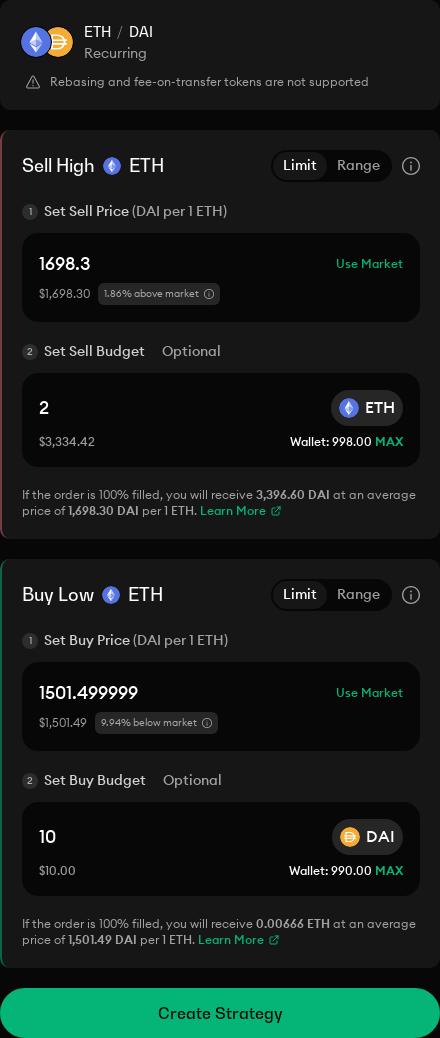 ETH / DAI
Recurring
Rebasing and fee-on-transfer tokens are not supported
Sell High ETH Limit Range
1 Set Sell Price (DAI per 1 ETH)
1698.3 Use Market
$1,698.30 1.86% above market
2 Set Sell Budget Optional
2 ETH
$3,334.42 Wallet: 998.00 MAX
If the order is 100% filled, you will receive 3,396.60 DAI at an average
price of 1,698.30 DAI per 1 ETH. Learn More
Buy Low ETH Limit Range
1 Set Buy Price (DAI per 1 ETH)
1501.499999 Use Market
$1,501.49 9.94% below market
2 Set Buy Budget Optional
10 DAI
$10.00 Wallet: 990.00 MAX
If the order is 100% filled, you will receive 0.00666 ETH at an average
price of 1,501.49 DAI per 1 ETH. Learn More
Create Strategy